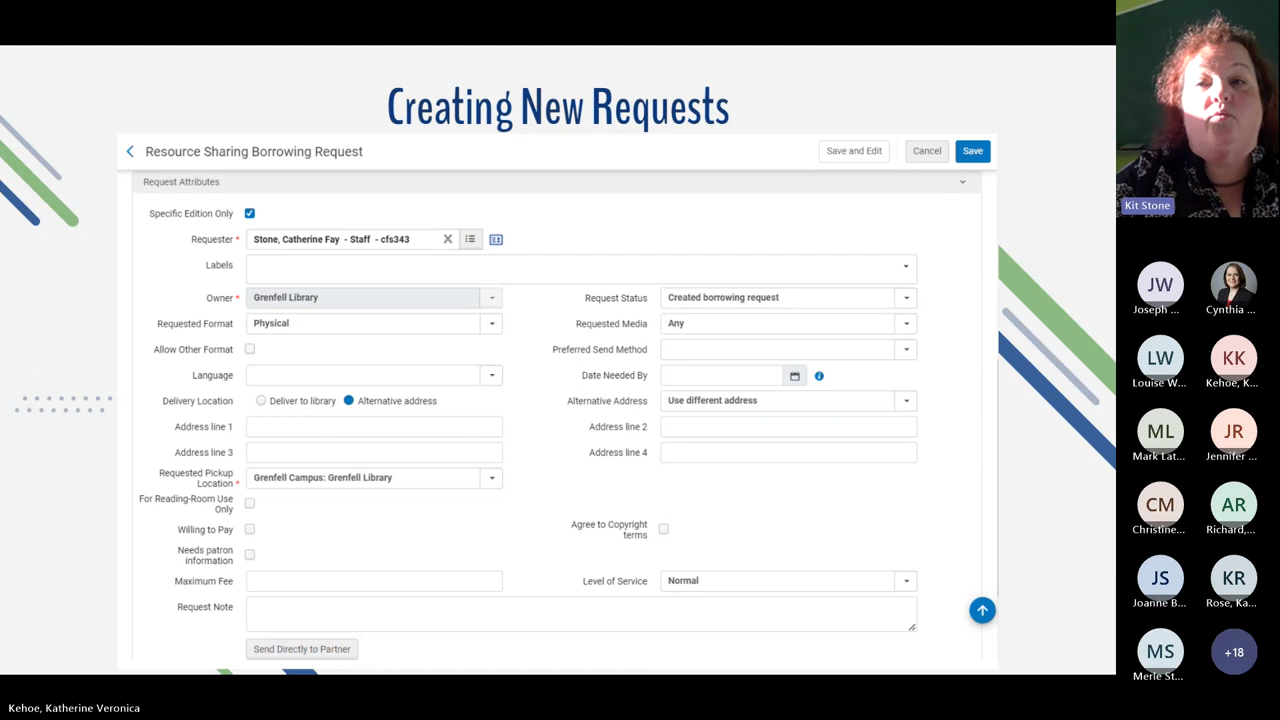 Creating New Requests
Resource Sharing Borrowing Request
Save and Edit
Cancel
Save
Request Attributes
Specific Edition Only
Requester * Stone, Catherine Fay - Staff - cfs343
Labels
Owner * Grenfell Library
Request Status Created borrowing request
Requested Format Physical
Requested Media Any
Allow Other Format
Preferred Send Method
Language
Date Needed By
Delivery Location Deliver to library Alternative address
Alternative Address Use different address
Address line 1
Address line 2
Address line 3
Address line 4
Requested Pickup
Location * Grenfell Campus: Grenfell Library
For Reading-Room Use
Only
Willing to Pay
Agree to Copyright
terms
Needs patron
information
Maximum Fee
Level of Service Normal
Request Note
Send Directly to Partner
Kit Stone
JW
Joseph ...
Cynthia ...
LW
Louise W...
KK
Kehoe, K...
ML
Mark Lat...
JR
Jennifer ...
CM
Christine...
AR
Richard,...
JS
Joanne B...
KR
Rose, Ka...
MS
Merle St...
+18
Kehoe, Katherine Veronica